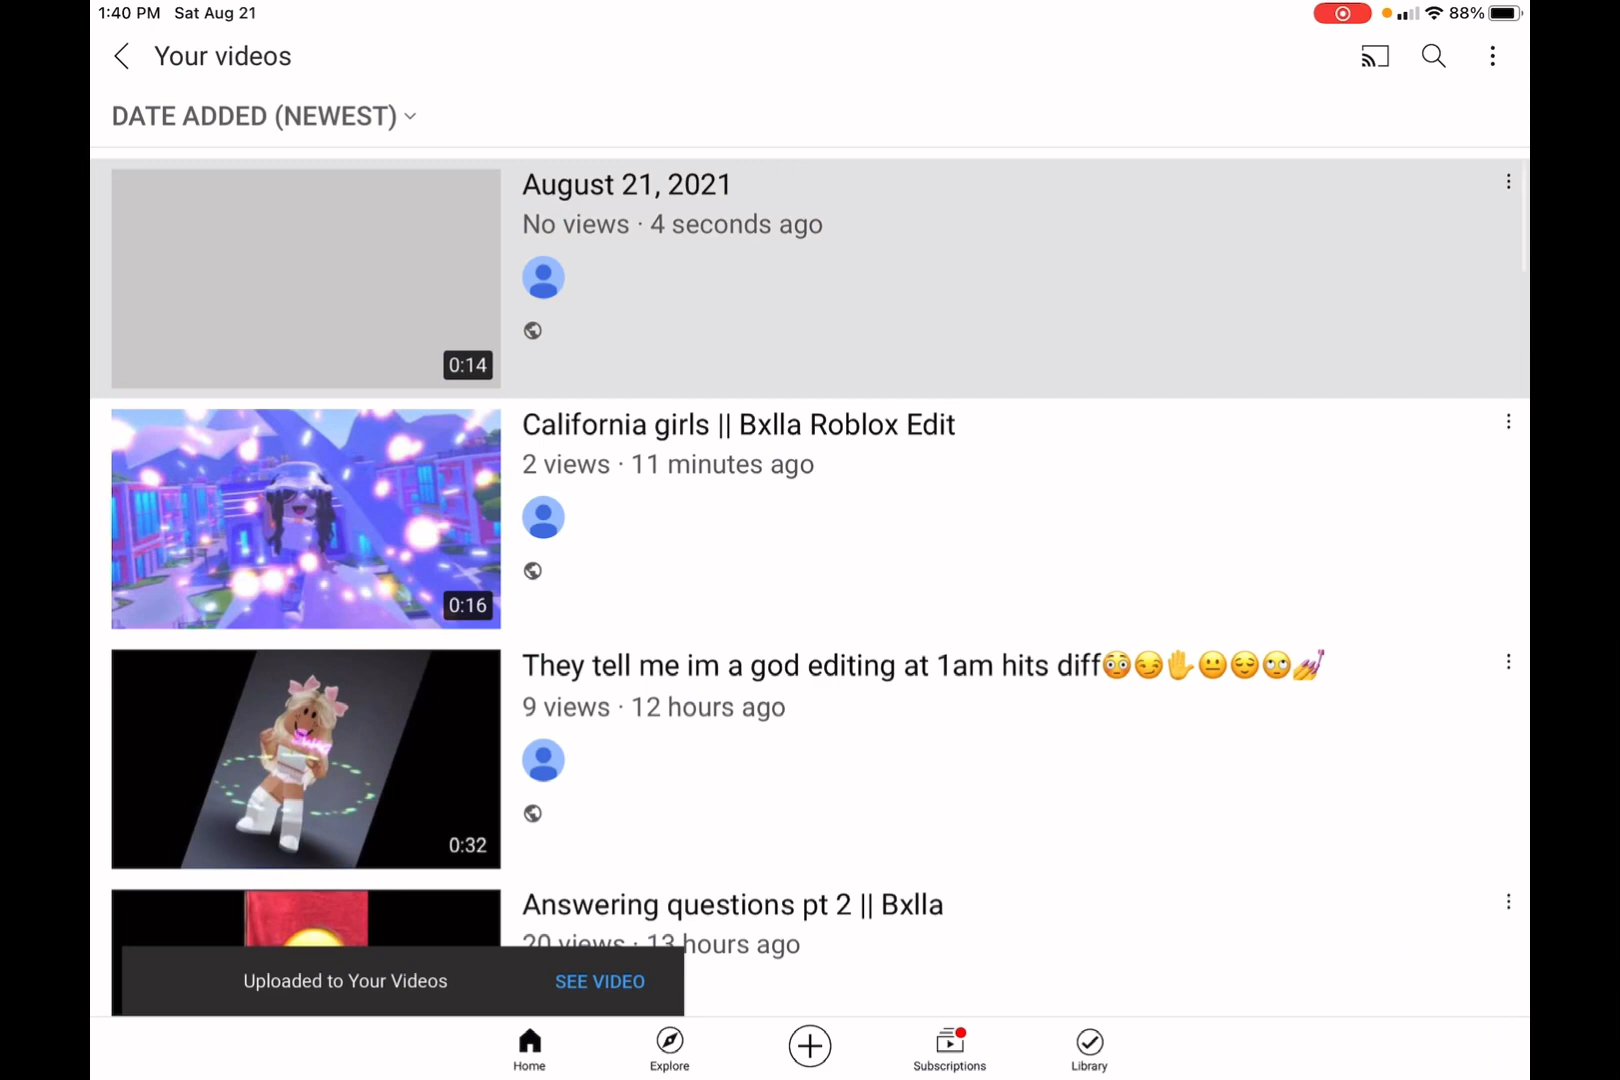 1:40 PM Sat Aug 21
88%
Your videos
DATE ADDED (NEWEST)
August 21, 2021
No views · 4 seconds ago
0:14
California girls || Bxlla Roblox Edit
2 views · 11 minutes ago
0:16
They tell me im a god editing at 1am hits diff😳😏✋😐😌🙄💅
9 views · 12 hours ago
0:32
Answering questions pt 2 || Bxlla
20 views · 13 hours ago
Uploaded to Your Videos SEE VIDEO
Home Explore Subscriptions Library